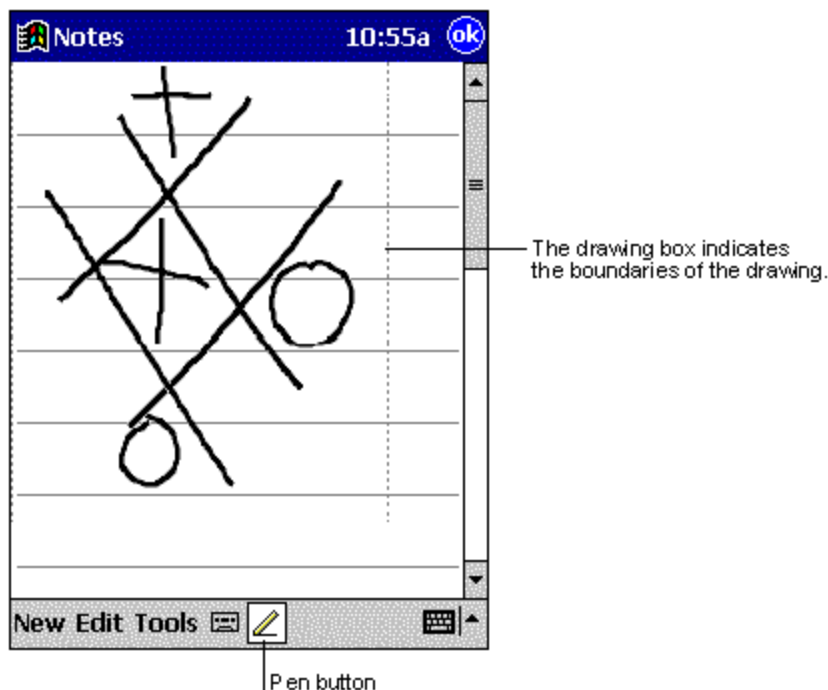 Notes 10:55a ok
The drawing box indicates
the boundaries of the drawing.
New Edit Tools
Pen button